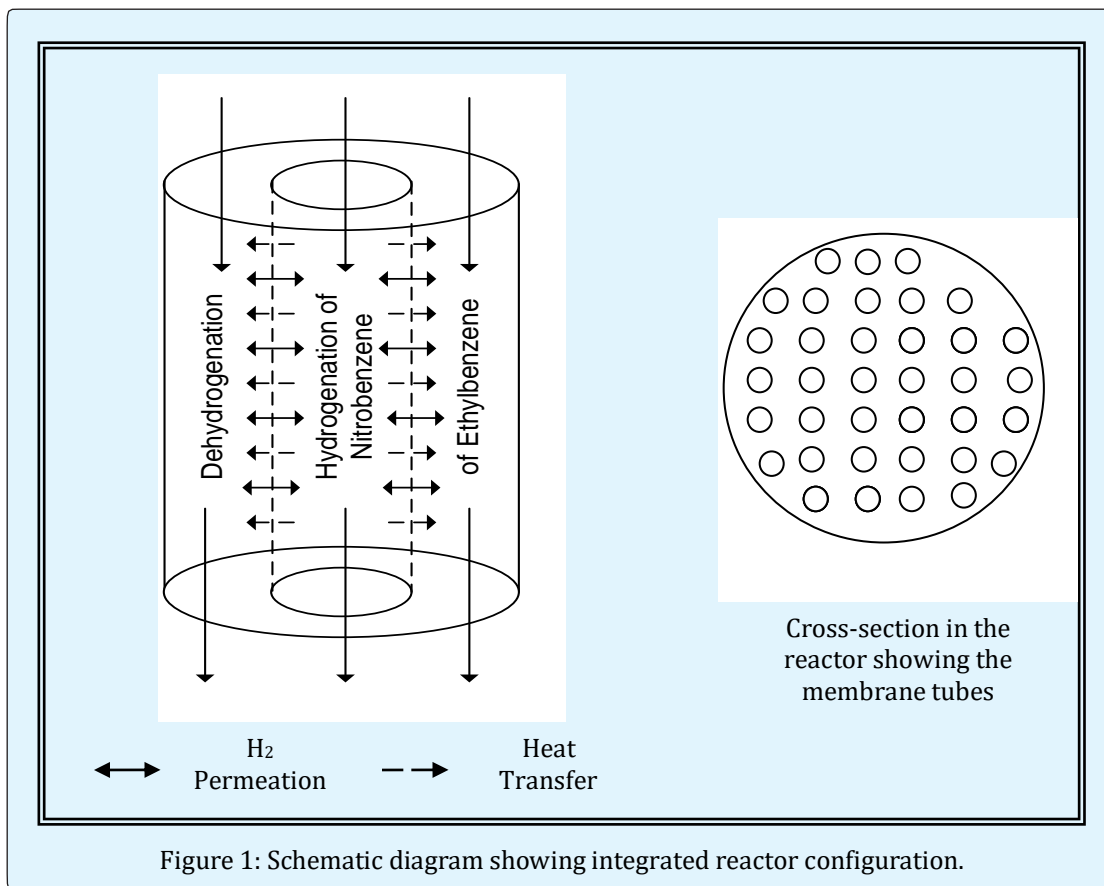 Dehydrogenation
Hydrogenation of
Nitrobenzene
of Ethylbenzene
Cross-section in the
reactor showing the
membrane tubes
H₂
Permeation
Heat
Transfer
Figure 1: Schematic diagram showing integrated reactor configuration.